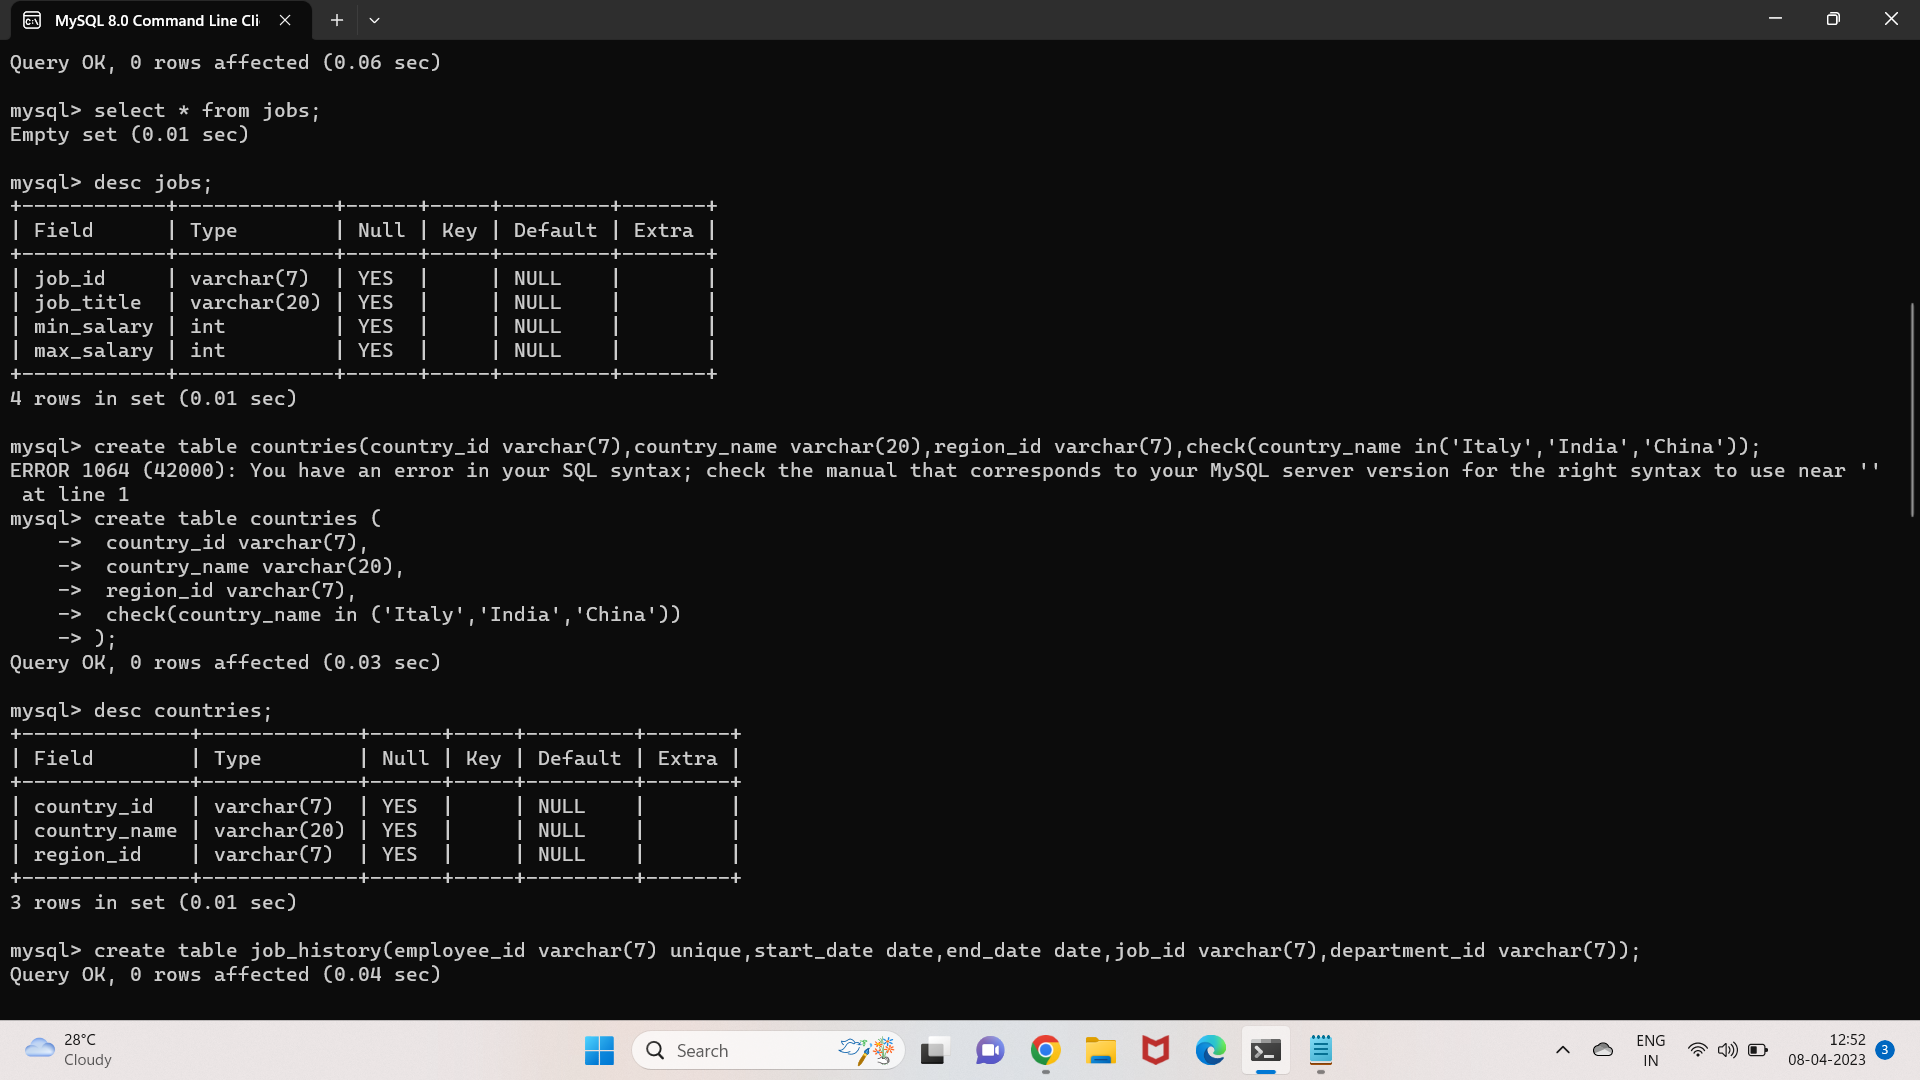 MySQL 8.0 Command Line Cli
Query OK, 0 rows affected (0.06 sec)
mysql> select * from jobs;
Empty set (0.01 sec)
mysql> desc jobs;
+------------+-------------+------+-----+---------+-------+
| Field      | Type        | Null | Key | Default | Extra |
+------------+-------------+------+-----+---------+-------+
| job_id     | varchar(7)  | YES  |     | NULL    |       |
| job_title  | varchar(20) | YES  |     | NULL    |       |
| min_salary | int         | YES  |     | NULL    |       |
| max_salary | int         | YES  |     | NULL    |       |
+------------+-------------+------+-----+---------+-------+
4 rows in set (0.01 sec)
mysql> create table countries(country_id varchar(7),country_name varchar(20),region_id varchar(7),check(country_name in('Italy','India','China'));
ERROR 1064 (42000): You have an error in your SQL syntax; check the manual that corresponds to your MySQL server version for the right syntax to use near ''
 at line 1
mysql> create table countries (
    ->  country_id varchar(7),
    ->  country_name varchar(20),
    ->  region_id varchar(7),
    ->  check(country_name in ('Italy','India','China'))
    -> );
Query OK, 0 rows affected (0.03 sec)
mysql> desc countries;
+--------------+-------------+------+-----+---------+-------+
| Field        | Type        | Null | Key | Default | Extra |
+--------------+-------------+------+-----+---------+-------+
| country_id   | varchar(7)  | YES  |     | NULL    |       |
| country_name | varchar(20) | YES  |     | NULL    |       |
| region_id    | varchar(7)  | YES  |     | NULL    |       |
+--------------+-------------+------+-----+---------+-------+
3 rows in set (0.01 sec)
mysql> create table job_history(employee_id varchar(7) unique,start_date date,end_date date,job_id varchar(7),department_id varchar(7));
Query OK, 0 rows affected (0.04 sec)
28°C
Cloudy
Search
ENG
IN
12:52
08-04-2023
3